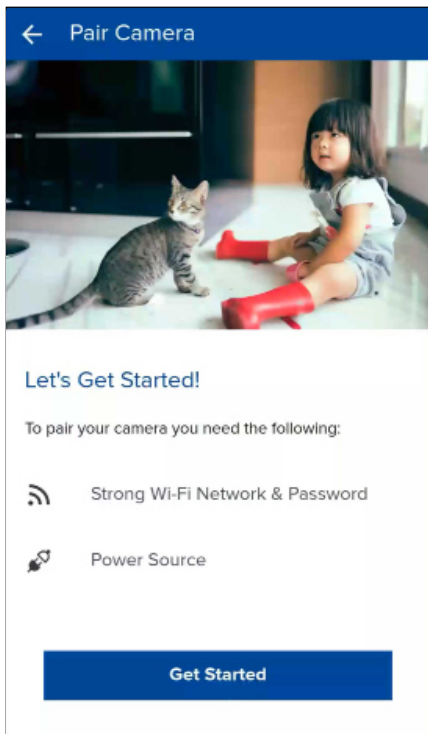 Pair Camera
Let's Get Started!
To pair your camera you need the following:
Strong Wi-Fi Network & Password
Power Source
Get Started